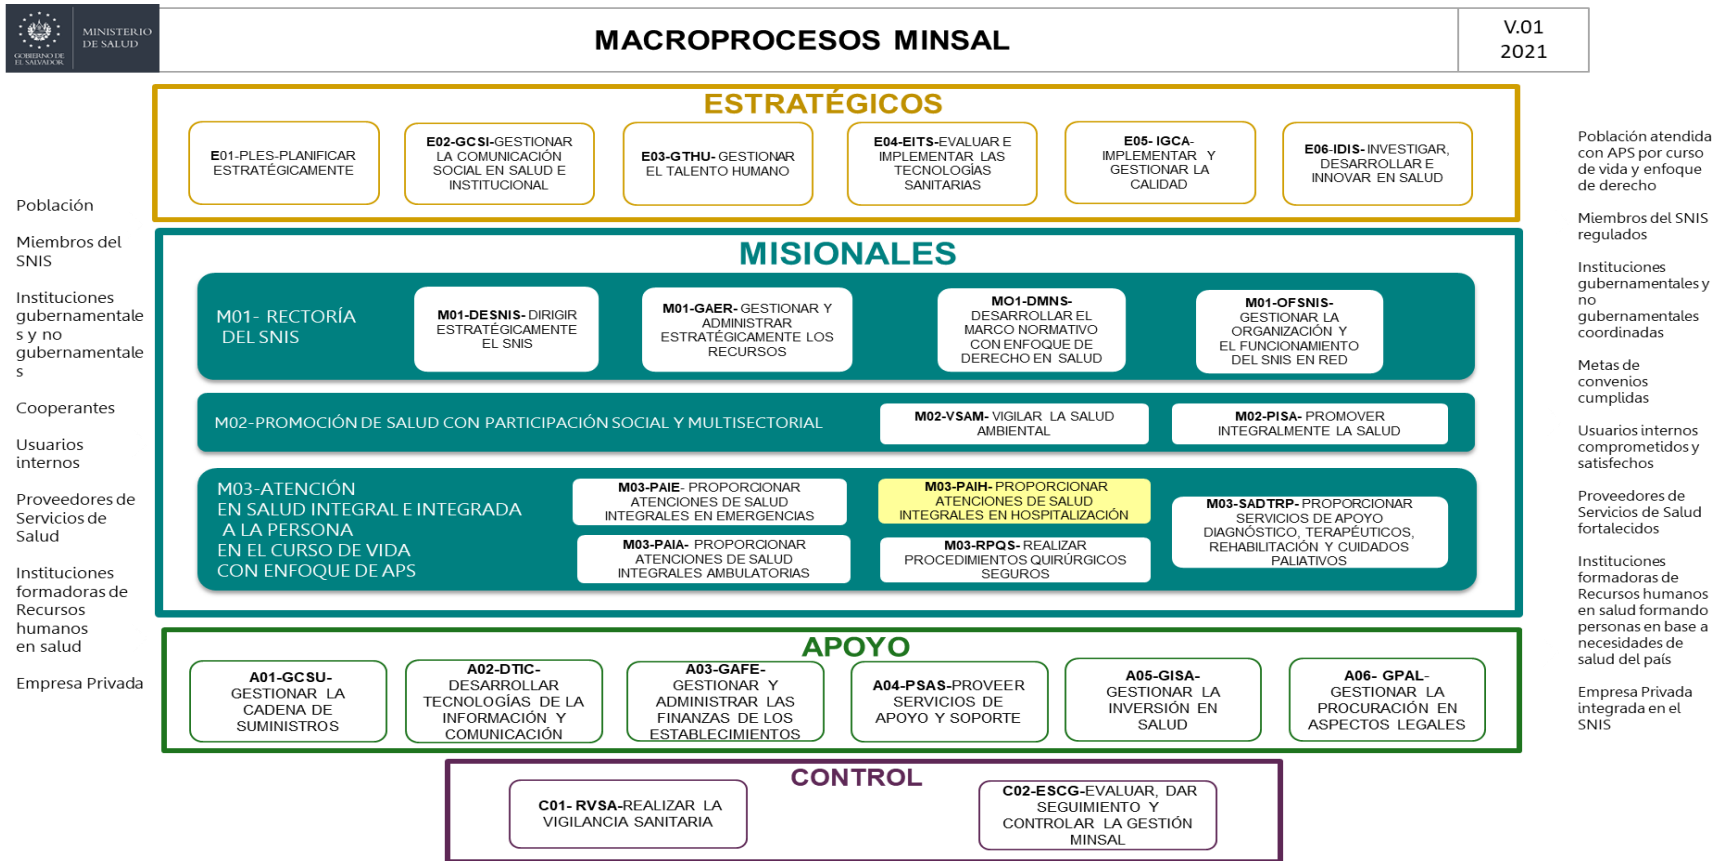 GOBIERNO DE
EL SALVADOR
MINISTERIO
DE SALUD
MACROPROCESOS MINSAL
V.01
2021
Población
Miembros del
SNIS
Instituciones
gubernamentale
s y no
gubernamentale
s
Cooperantes
Usuarios
internos
Proveedores de
Servicios de
Salud
Instituciones
formadoras de
Recursos
humanos
en salud
Empresa Privada
ESTRATÉGICOS
E01-PLES-PLANIFICAR
ESTRATÉGICAMENTE
E02-GCSI-GESTIONAR
LA COMUNICACIÓN
SOCIAL EN SALUD E
INSTITUCIONAL
E03-GTHU- GESTIONAR
EL TALENTO HUMANO
E04-EITS-EVALUAR E
IMPLEMENTAR LAS
TECNOLOGÍAS
SANITARIAS
E05- IGCA-
IMPLEMENTAR Y
GESTIONAR LA
CALIDAD
E06-IDIS- INVESTIGAR,
DESARROLLAR E
INNOVAR EN SALUD
MISIONALES
M01- RECTORÍA
DEL SNIS
M01-DESNIS- DIRIGIR
ESTRATÉGICAMENTE
EL SNIS
M01-GAER- GESTIONAR Y
ADMINISTRAR
ESTRATÉGICAMENTE LOS
RECURSOS
MO1-DMNS-
DESARROLLAR EL
MARCO NORMATIVO
CON ENFOQUE DE
DERECHO EN SALUD
M01-OFSNIS-
GESTIONAR LA
ORGANIZACIÓN Y
EL FUNCIONAMIENTO
DEL SNIS EN RED
M02-PROMOCIÓN DE SALUD CON PARTICIPACIÓN SOCIAL Y MULTISECTORIAL
M02-VSAM- VIGILAR LA SALUD
AMBIENTAL
M02-PISA- PROMOVER
INTEGRALMENTE LA SALUD
M03-ATENCIÓN
EN SALUD INTEGRAL E INTEGRADA
A LA PERSONA
EN EL CURSO DE VIDA
CON ENFOQUE DE APS
M03-PAIE- PROPORCIONAR
ATENCIONES DE SALUD
INTEGRALES EN EMERGENCIAS
M03-PAIA- PROPORCIONAR
ATENCIONES DE SALUD
INTEGRALES AMBULATORIAS
M03-PAIH- PROPORCIONAR
ATENCIONES DE SALUD
INTEGRALES EN HOSPITALIZACIÓN
M03-RPQS- REALIZAR
PROCEDIMIENTOS QUIRÚRGICOS
SEGUROS
M03-SADTRP- PROPORCIONAR
SERVICIOS DE APOYO
DIAGNÓSTICO, TERAPÉUTICOS,
REHABILITACIÓN Y CUIDADOS
PALIATIVOS
APOYO
A01-GCSU-
GESTIONAR LA
CADENA DE
SUMINISTROS
A02-DTIC-
DESARROLLAR
TECNOLOGÍAS DE LA
INFORMACIÓN Y
COMUNICACIÓN
A03-GAFE-
GESTIONAR Y
ADMINISTRAR LAS
FINANZAS DE LOS
ESTABLECIMIENTOS
A04-PSAS-PROVEER
SERVICIOS DE
APOYO Y SOPORTE
A05-GISA-
GESTIONAR LA
INVERSIÓN EN
SALUD
A06- GPAL-
GESTIONAR LA
PROCURACIÓN EN
ASPECTOS LEGALES
CONTROL
C01- RVSA-REALIZAR LA
VIGILANCIA SANITARIA
C02-ESCG-EVALUAR, DAR
SEGUIMIENTO Y
CONTROLAR LA GESTIÓN
MINSAL
Población atendida
con APS por curso
de vida y enfoque
de derecho
Miembros del SNIS
regulados
Instituciones
gubernamentales y
no
gubernamentales
coordinadas
Metas de
convenios
cumplidas
Usuarios internos
comprometidos y
satisfechos
Proveedores de
Servicios de Salud
fortalecidos
Instituciones
formadoras de
Recursos humanos
en salud formando
personas en base a
necesidades de
salud del país
Empresa Privada
integrada en el
SNIS